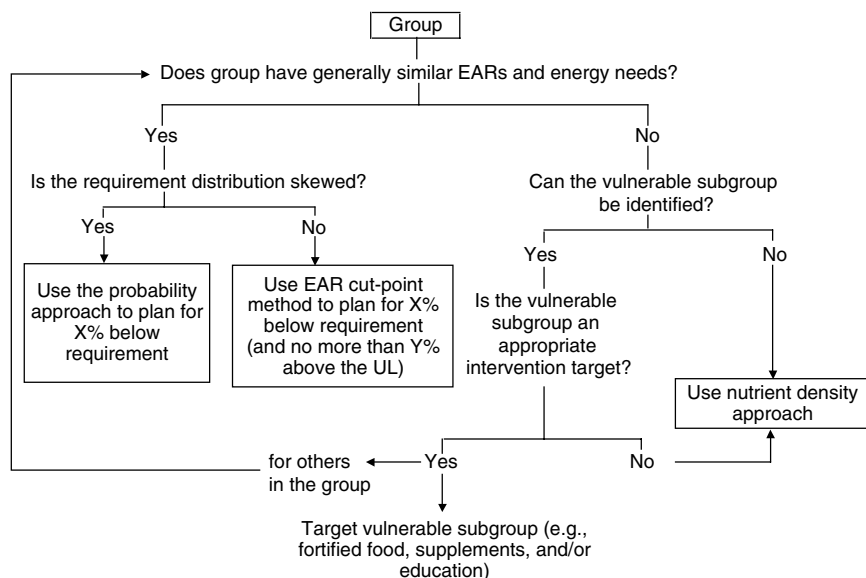 Group
Does group have generally similar EARs and energy needs?
Yes
No
Is the requirement distribution skewed?
Can the vulnerable subgroup
be identified?
Yes
No
Yes
No
Use the probability
approach to plan for
X% below
requirement
Use EAR cut-point
method to plan for X%
below requirement
(and no more than Y%
above the UL)
Is the vulnerable
subgroup an
appropriate
intervention target?
Use nutrient density
approach
for others
in the group
Yes
No
Target vulnerable subgroup (e.g.,
fortified food, supplements, and/or
education)